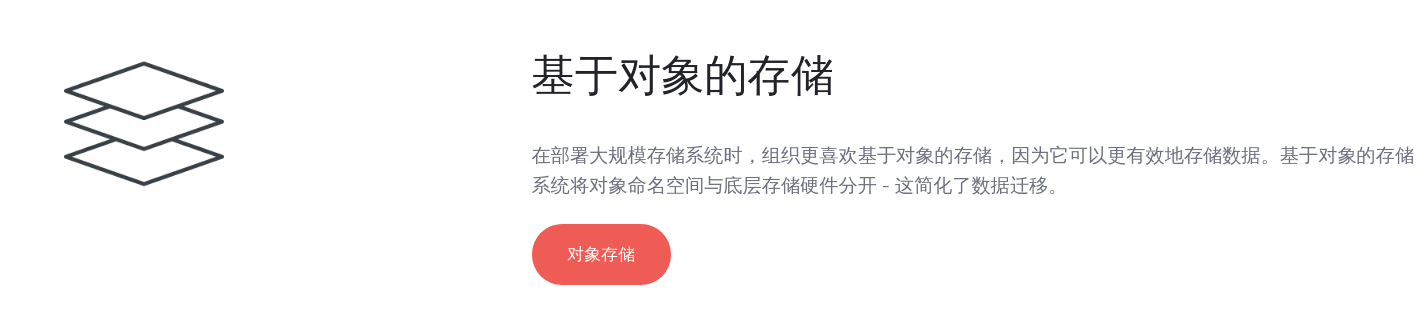 基于对象的存储
在部署大规模存储系统时，组织更喜欢基于对象的存储，因为它可以更有效地存储数据。基于对象的存储
系统将对象命名空间与底层存储硬件分开 - 这简化了数据迁移。
对象存储